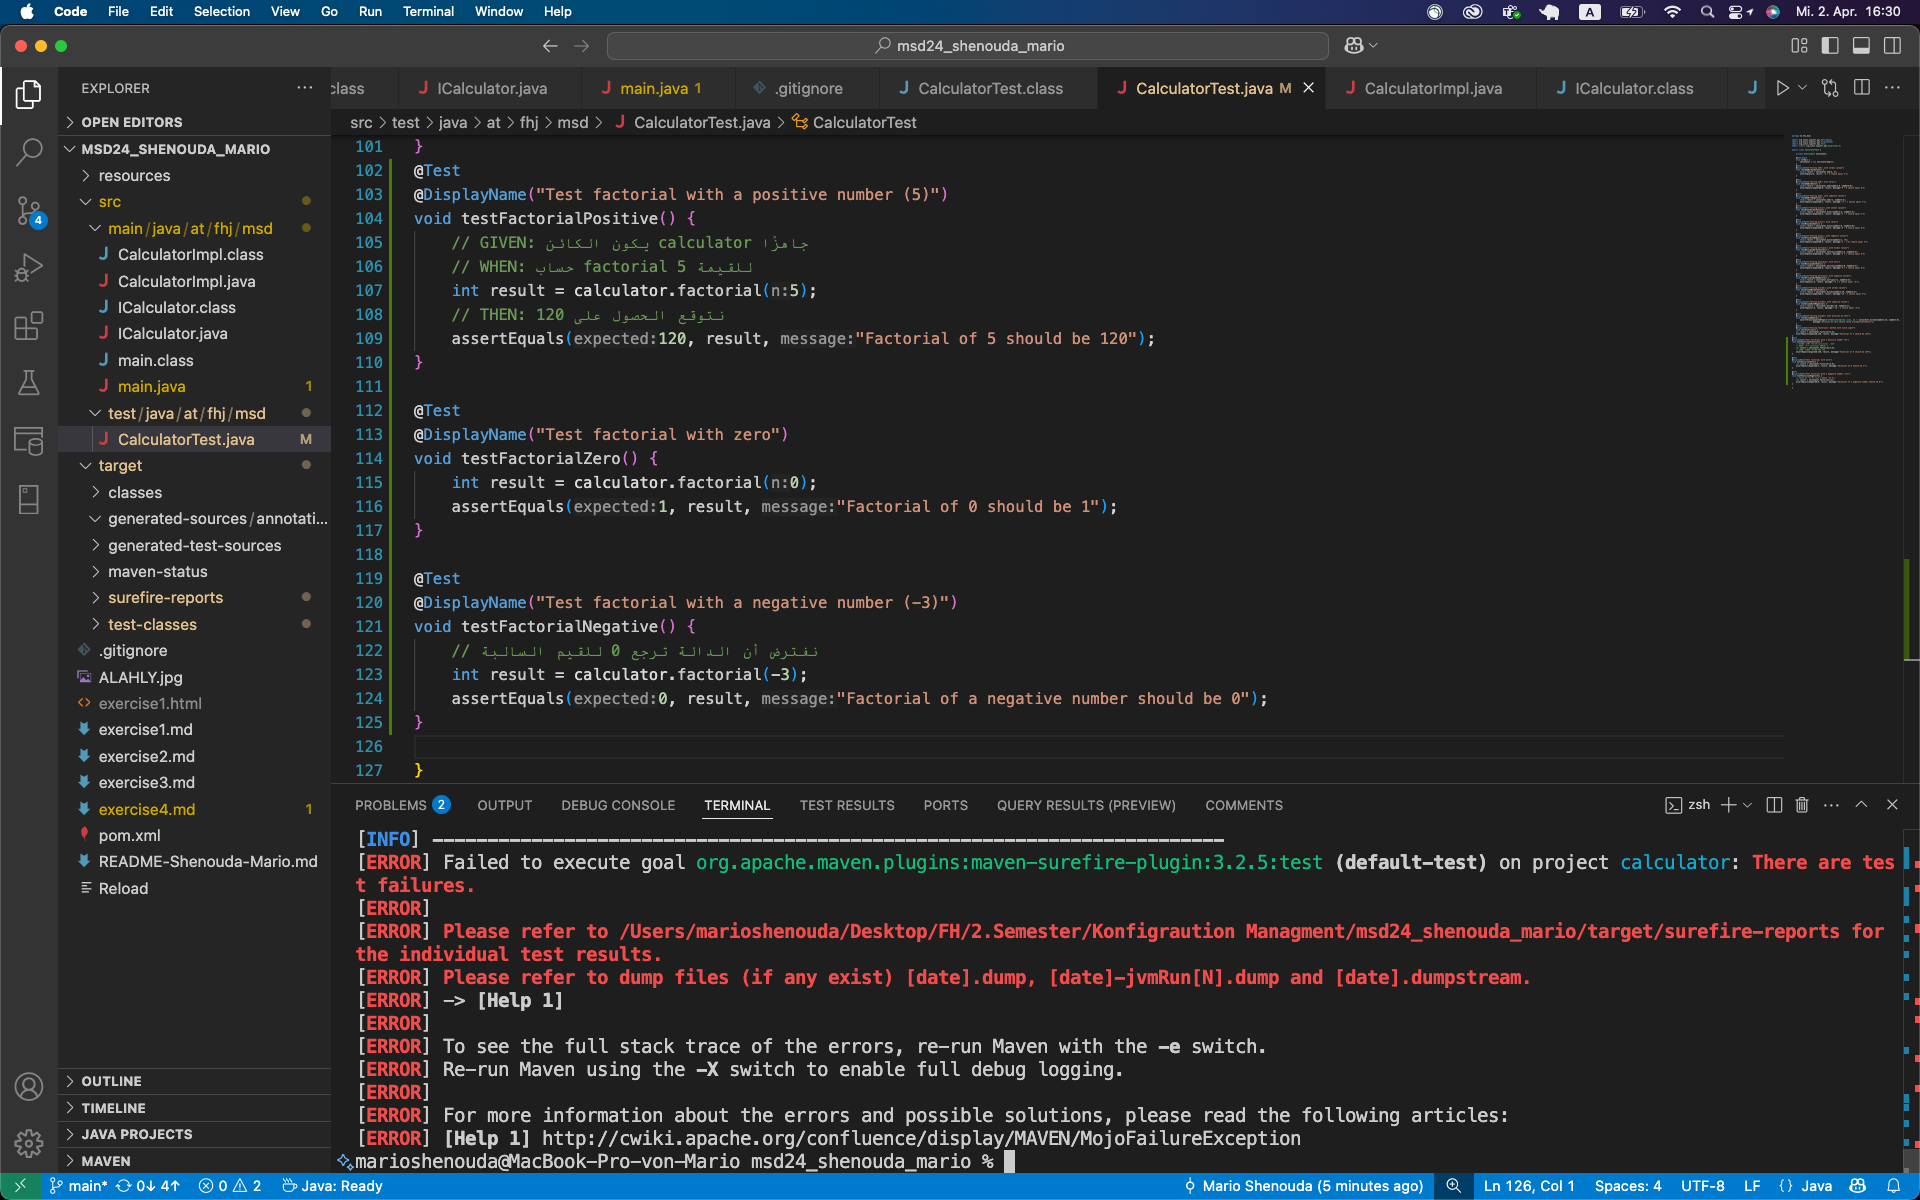 Code File Edit Selection View Go Run Terminal Window Help A Mi. 2. Apr. 16:30
msd24_shenouda_mario
EXPLORER
OPEN EDITORS
MSD24_SHENOUDA_MARIO
resources
src
main/java/at/fhj/msd
CalculatorImpl.class
CalculatorImpl.java
ICalculator.class
ICalculator.java
main.class
main.java 1
test/java/at/fhj/msd
CalculatorTest.java M
target
classes
generated-sources/annotati...
generated-test-sources
maven-status
surefire-reports
test-classes
.gitignore
ALAHLY.jpg
exercise1.html
exercise1.md
exercise2.md
exercise3.md
exercise4.md 1
pom.xml
README-Shenouda-Mario.md
Reload
OUTLINE
TIMELINE
JAVA PROJECTS
MAVEN
4
class ICalculator.java main.java 1 .gitignore CalculatorTest.class CalculatorTest.java M CalculatorImpl.java ICalculator.class
src > test > java > at > fhj > msd > CalculatorTest.java > CalculatorTest
101 }
102 @Test
103 @DisplayName("Test factorial with a positive number (5)")
104 void testFactorialPositive() {
105 // GIVEN: يكون الكائن calculator جاهزًا
106 // WHEN: حساب factorial للقيمة 5
107 int result = calculator.factorial(n:5);
108 // THEN: نتوقع الحصول على 120
109 assertEquals(expected:120, result, message:"Factorial of 5 should be 120");
110 }
111
112 @Test
113 @DisplayName("Test factorial with zero")
114 void testFactorialZero() {
115 int result = calculator.factorial(n:0);
116 assertEquals(expected:1, result, message:"Factorial of 0 should be 1");
117 }
118
119 @Test
120 @DisplayName("Test factorial with a negative number (-3)")
121 void testFactorialNegative() {
122 // نفترض أن الدالة ترجع 0 للقيم السالبة
123 int result = calculator.factorial(-3);
124 assertEquals(expected:0, result, message:"Factorial of a negative number should be 0");
125 }
126
127 }
PROBLEMS 2 OUTPUT DEBUG CONSOLE TERMINAL TEST RESULTS PORTS QUERY RESULTS (PREVIEW) COMMENTS zsh
[INFO] ------------------------------------------------------------------------
[ERROR] Failed to execute goal org.apache.maven.plugins:maven-surefire-plugin:3.2.5:test (default-test) on project calculator: There are tes
t failures.
[ERROR]
[ERROR] Please refer to /Users/marioshenouda/Desktop/FH/2.Semester/Konfigraution Managment/msd24_shenouda_mario/target/surefire-reports for
the individual test results.
[ERROR] Please refer to dump files (if any exist) [date].dump, [date]-jvmRun[N].dump and [date].dumpstream.
[ERROR] -> [Help 1]
[ERROR]
[ERROR] To see the full stack trace of the errors, re-run Maven with the -e switch.
[ERROR] Re-run Maven using the -X switch to enable full debug logging.
[ERROR]
[ERROR] For more information about the errors and possible solutions, please read the following articles:
[ERROR] [Help 1] http://cwiki.apache.org/confluence/display/MAVEN/MojoFailureException
marioshenouda@MacBook-Pro-von-Mario msd24_shenouda_mario %
main* 0↓ 4↑ 0 2 Java: Ready Mario Shenouda (5 minutes ago) Ln 126, Col 1 Spaces: 4 UTF-8 LF {} Java